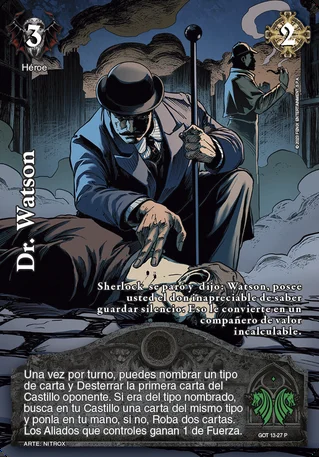 3
2
Héroe
© 2020 FÉNIX ENTERTAINMENT S.P.A.
Dr. Watson
Sherlock se paró y dijo: Watson, posee
usted el don inapreciable de saber
guardar silencio. Eso le convierte en un
compañero de valor
incalculable.
Una vez por turno, puedes nombrar un tipo
de carta y Desterrar la primera carta del
Castillo oponente. Si era del tipo nombrado,
busca en tu Castillo una carta del mismo tipo
y ponla en tu mano, si no, Roba dos cartas.
Los Aliados que controles ganan 1 de Fuerza.
GOT 13-27 P
ARTE: NITROX